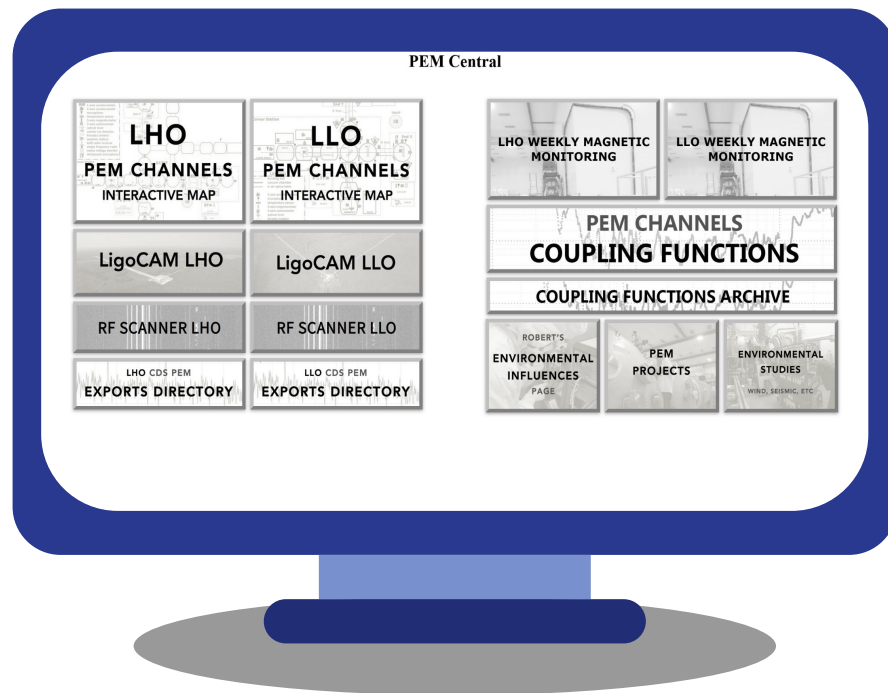 PEM Central
LHO
PEM CHANNELS
INTERACTIVE MAP
LLO
PEM CHANNELS
INTERACTIVE MAP
LigoCAM LHO
LigoCAM LLO
RF SCANNER LHO
RF SCANNER LLO
LHO CDS PEM
EXPORTS DIRECTORY
LLO CDS PEM
EXPORTS DIRECTORY
LHO WEEKLY MAGNETIC
MONITORING
LLO WEEKLY MAGNETIC
MONITORING
PEM CHANNELS
COUPLING FUNCTIONS
COUPLING FUNCTIONS ARCHIVE
ROBERT'S
ENVIRONMENTAL
INFLUENCES
PAGE
PEM
PROJECTS
ENVIRONMENTAL
STUDIES
WIND, SEISMIC, ETC